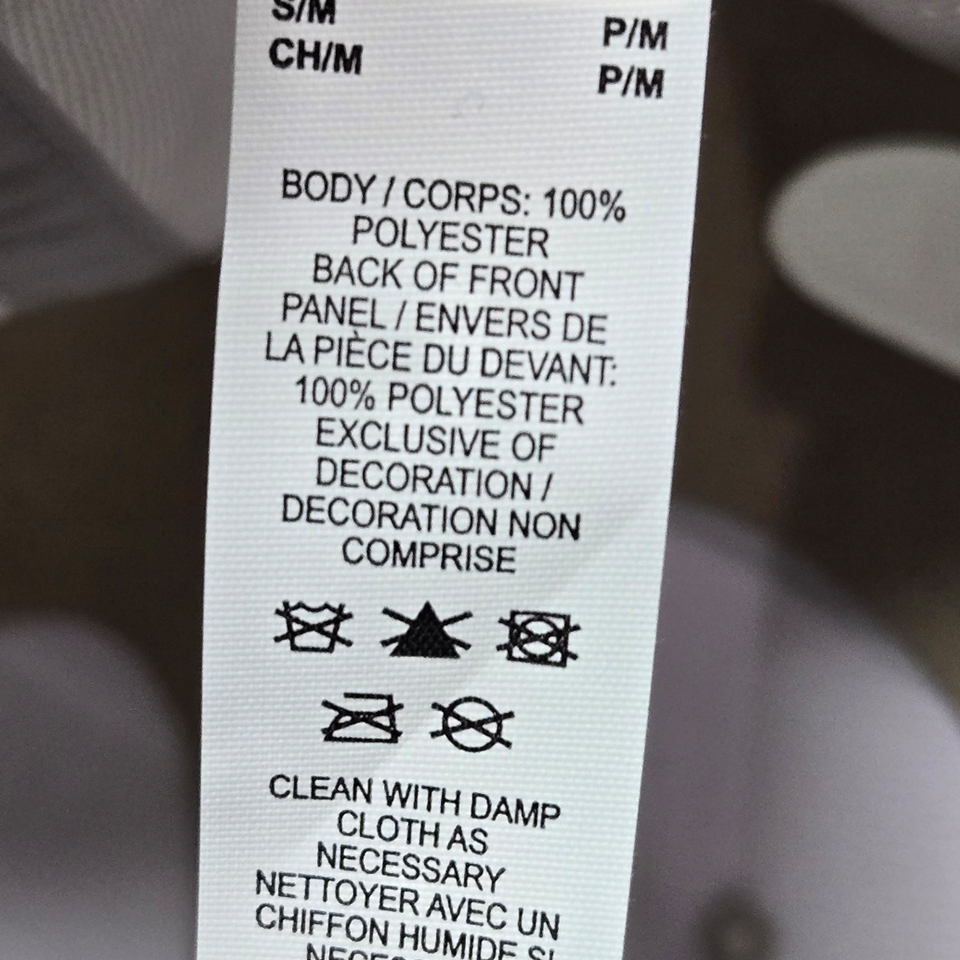 S/M
P/M
CH/M
P/M
BODY / CORPS: 100%
POLYESTER
BACK OF FRONT
PANEL / ENVERS DE
LA PIÈCE DU DEVANT:
100% POLYESTER
EXCLUSIVE OF
DECORATION /
DECORATION NON
COMPRISE
CLEAN WITH DAMP
CLOTH AS
NECESSARY
NETTOYER AVEC UN
CHIFFON HUMIDE SI